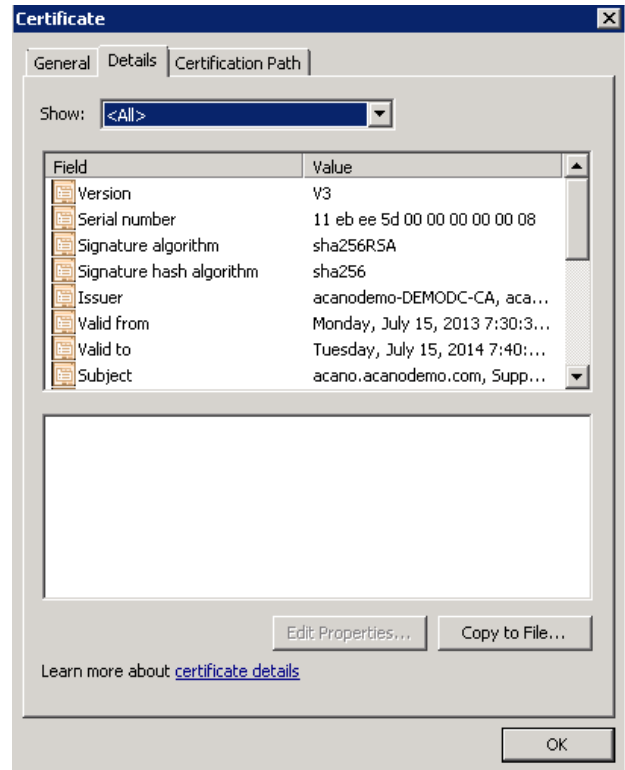 Certificate
General Details Certification Path
Show: <All>
Field Value
Version V3
Serial number 11 eb ee 5d 00 00 00 00 00 08
Signature algorithm sha256RSA
Signature hash algorithm sha256
Issuer acanodemo-DEMODC-CA, aca...
Valid from Monday, July 15, 2013 7:30:3...
Valid to Tuesday, July 15, 2014 7:40:...
Subject acano.acanodemo.com, Supp...
Edit Properties... Copy to File...
Learn more about certificate details
OK